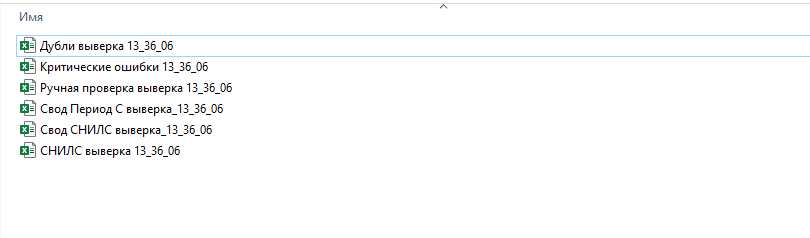 Имя
Дубли выверка 13_36_06
Критические ошибки 13_36_06
Ручная проверка выверка 13_36_06
Свод Период С выверка_13_36_06
Свод СНИЛС выверка_13_36_06
СНИЛС выверка 13_36_06